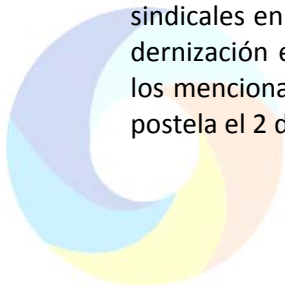 sindicales en
dernización e
los menciona
postela el 2 d